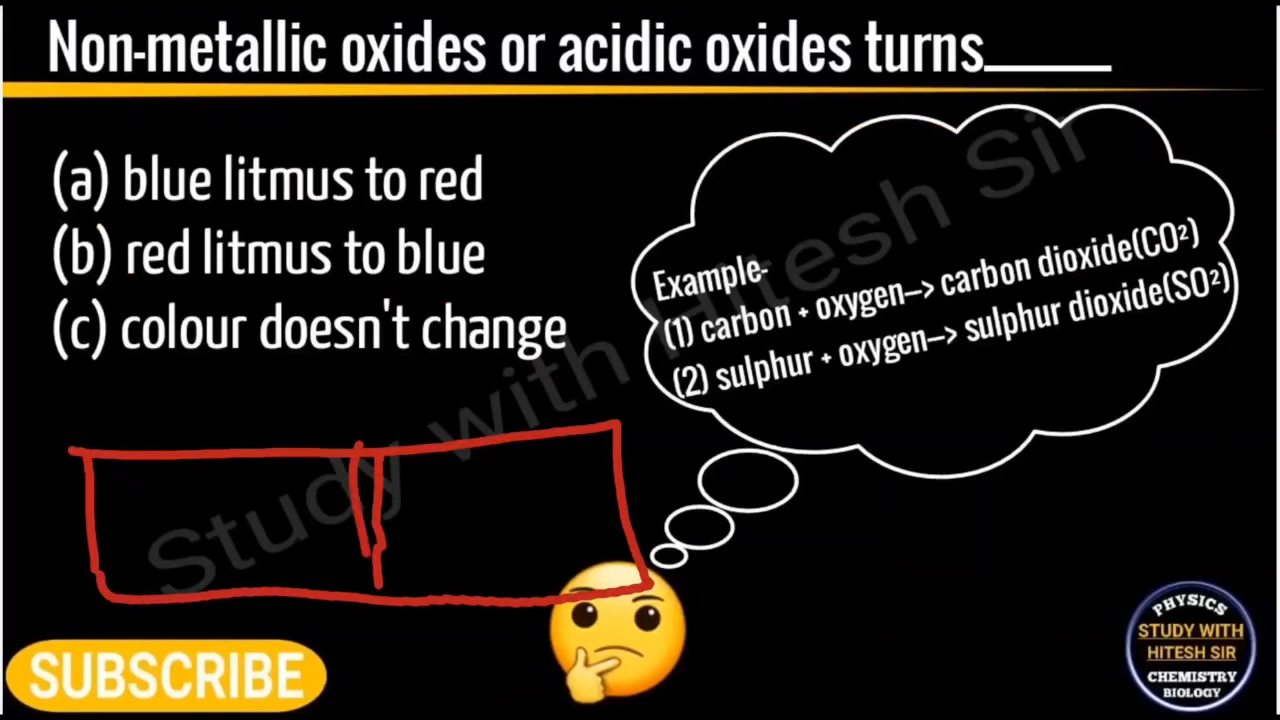 Non-metallic oxides or acidic oxides turns_____
(a) blue litmus to red
(b) red litmus to blue
(c) colour doesn't change
Example-
(1) carbon + oxygen—> carbon dioxide(CO²)
(2) sulphur + oxygen—> sulphur dioxide(SO²)
Study with Hitesh Sir
SUBSCRIBE
PHYSICS
STUDY WITH
HITESH SIR
CHEMISTRY
BIOLOGY